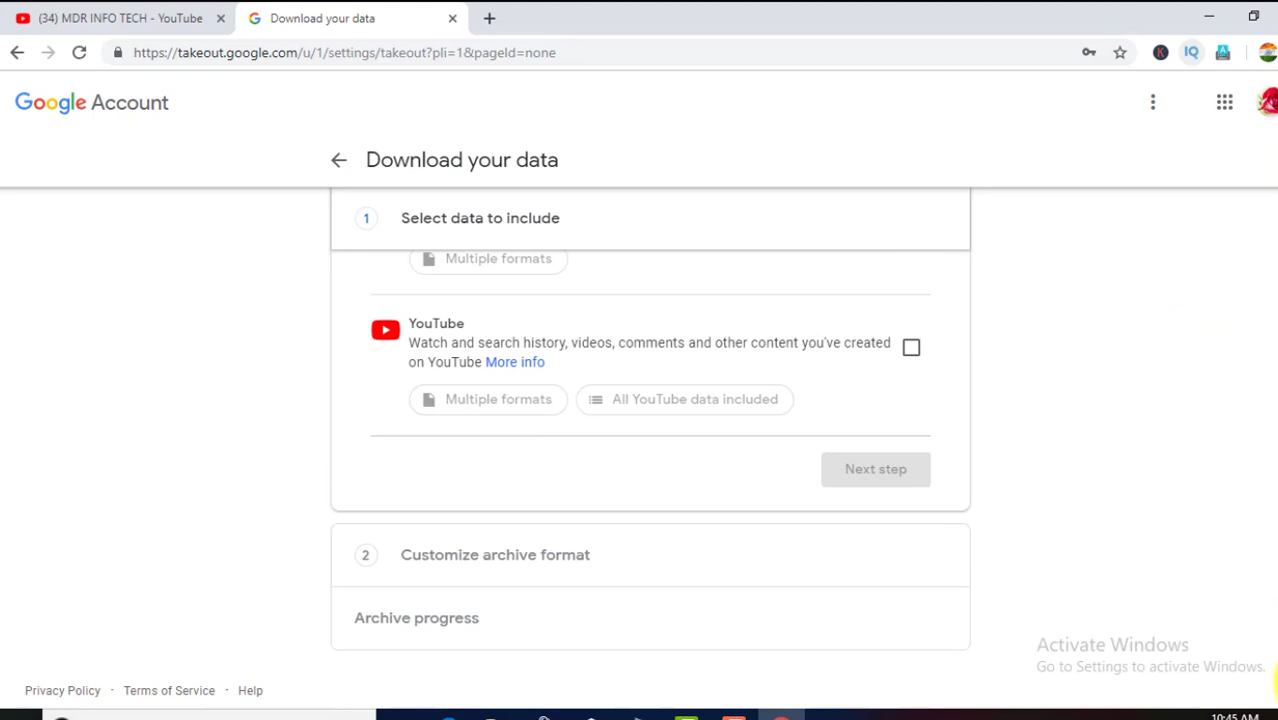 (34) MDR INFO TECH - YouTube
Download your data
https://takeout.google.com/u/1/settings/takeout?pli=1&pageId=none
K
IQ
Google Account
Download your data
1
Select data to include
Multiple formats
YouTube
Watch and search history, videos, comments and other content you've created
on YouTube More info
Multiple formats
All YouTube data included
Next step
2
Customize archive format
Archive progress
Activate Windows
Go to Settings to activate Windows.
Privacy Policy · Terms of Service · Help
10:45 AM